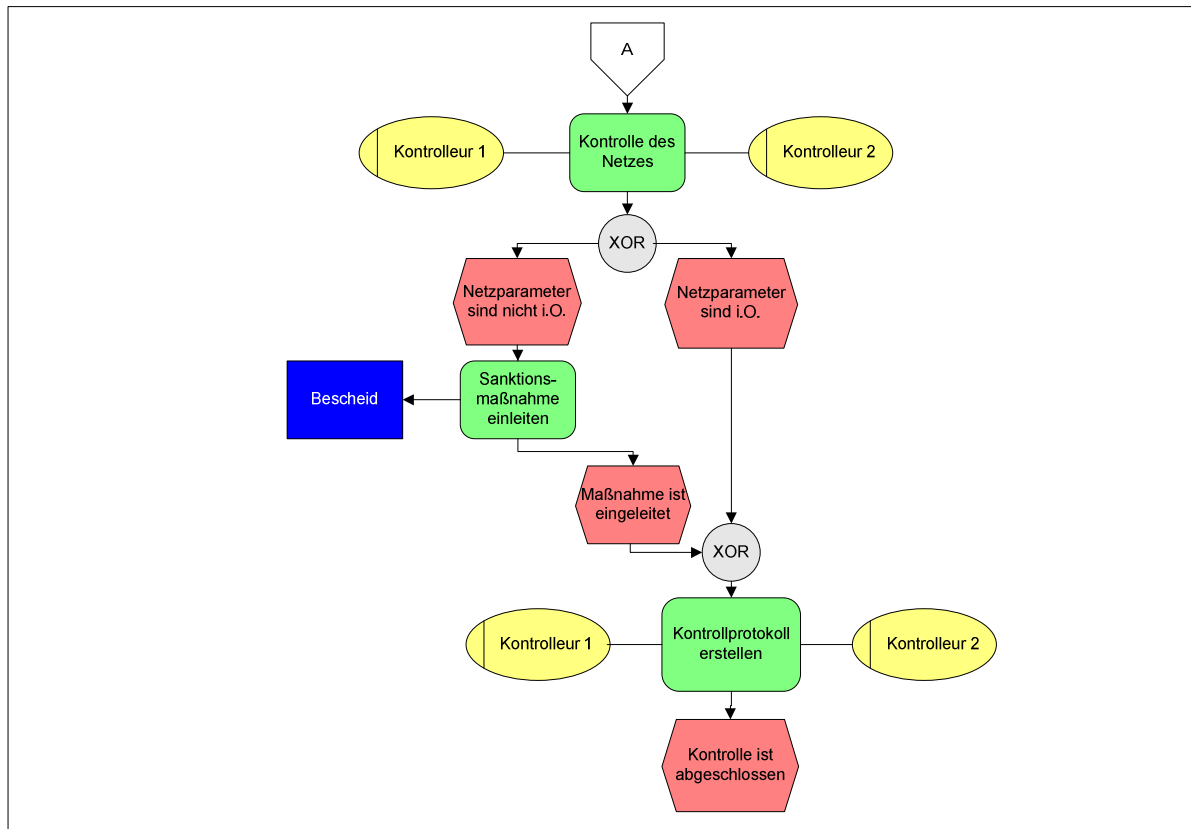 A
Kontrolleur 1
Kontrolle des
Netzes
Kontrolleur 2
XOR
Netzparameter
sind nicht i.O.
Netzparameter
sind i.O.
Bescheid
Sanktions-
maßnahme
einleiten
Maßnahme ist
eingeleitet
XOR
Kontrolleur 1
Kontrollprotokoll
erstellen
Kontrolleur 2
Kontrolle ist
abgeschlossen